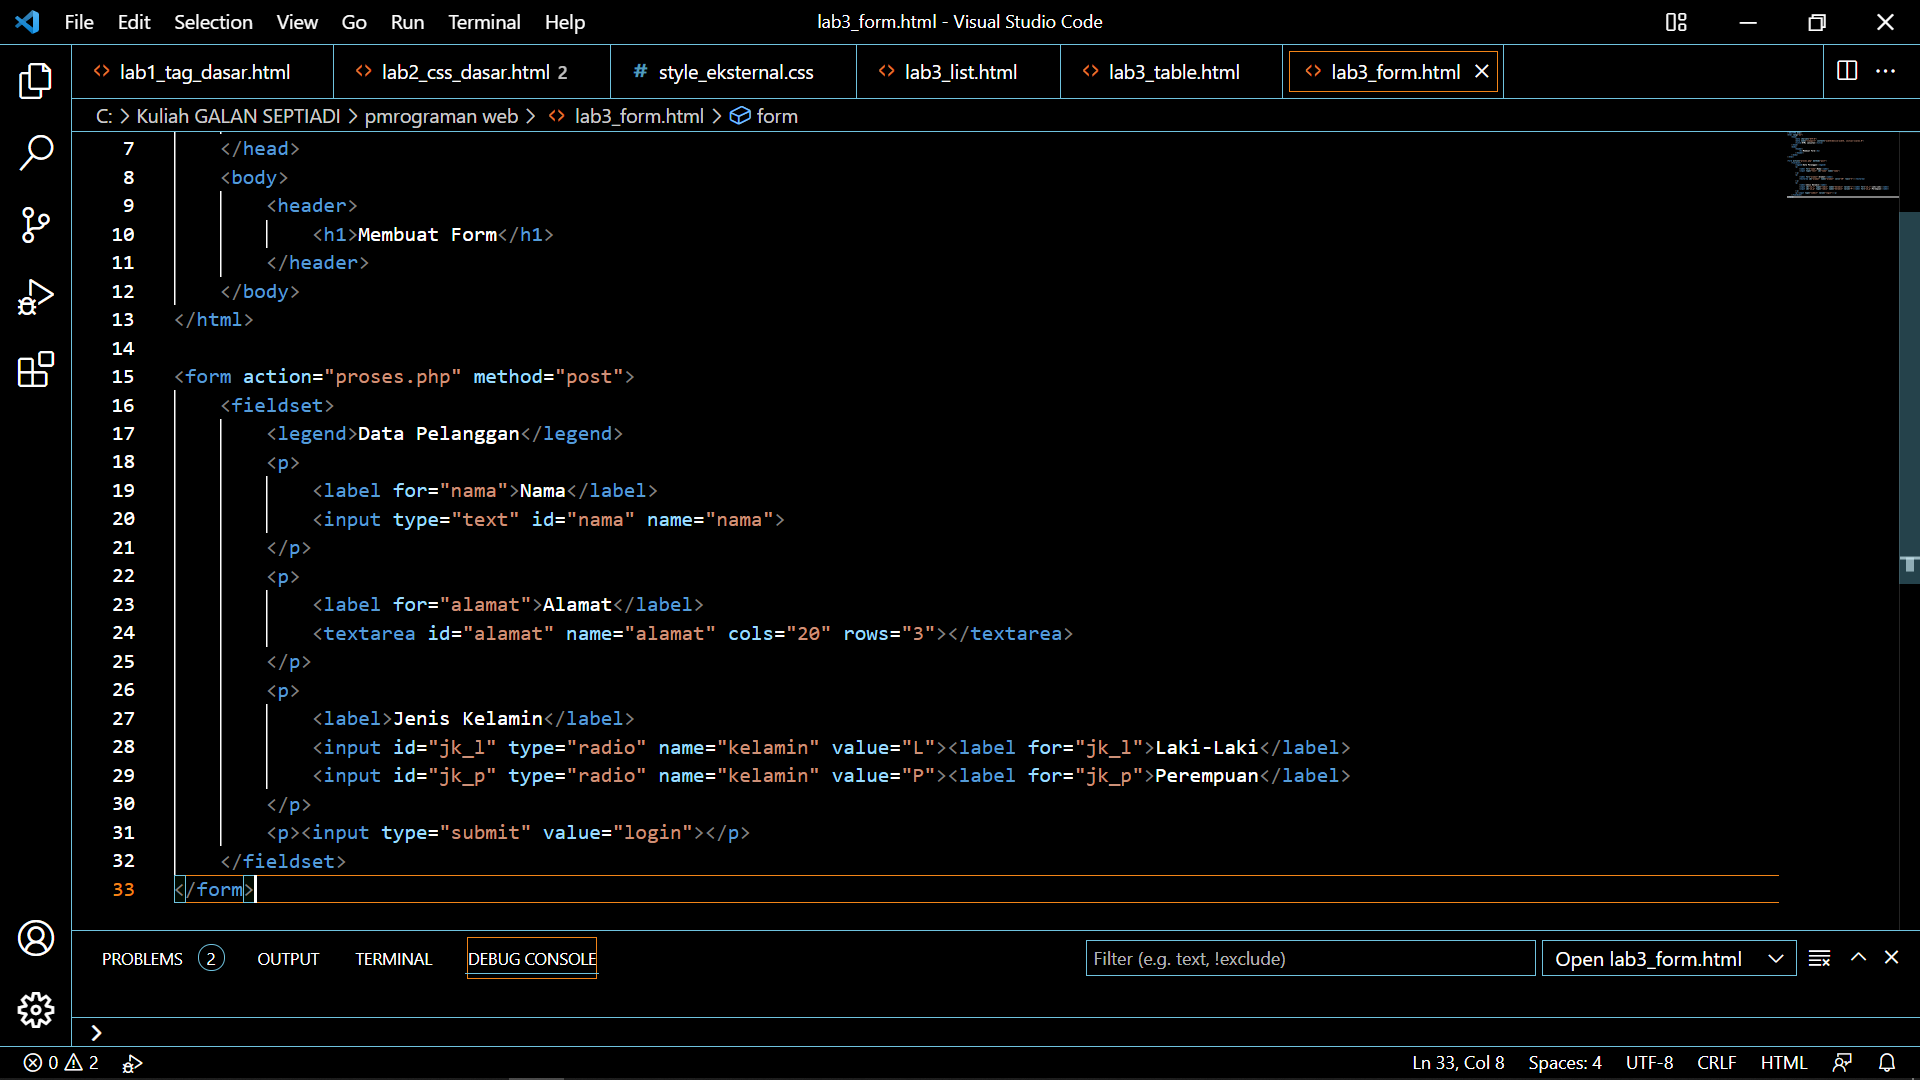 File Edit Selection View Go Run Terminal Help lab3_form.html - Visual Studio Code
lab1_tag_dasar.html lab2_css_dasar.html 2 # style_eksternal.css lab3_list.html lab3_table.html lab3_form.html
C: > Kuliah GALAN SEPTIADI > pmrograman web > <> lab3_form.html > form
7 </head>
8 <body>
9 <header>
10 <h1>Membuat Form</h1>
11 </header>
12 </body>
13 </html>
14
15 <form action="proses.php" method="post">
16 <fieldset>
17 <legend>Data Pelanggan</legend>
18 <p>
19 <label for="nama">Nama</label>
20 <input type="text" id="nama" name="nama">
21 </p>
22 <p>
23 <label for="alamat">Alamat</label>
24 <textarea id="alamat" name="alamat" cols="20" rows="3"></textarea>
25 </p>
26 <p>
27 <label>Jenis Kelamin</label>
28 <input id="jk_l" type="radio" name="kelamin" value="L"><label for="jk_l">Laki-Laki</label>
29 <input id="jk_p" type="radio" name="kelamin" value="P"><label for="jk_p">Perempuan</label>
30 </p>
31 <p><input type="submit" value="login"></p>
32 </fieldset>
33 </form>
PROBLEMS 2 OUTPUT TERMINAL DEBUG CONSOLE Filter (e.g. text, !exclude) Open lab3_form.html
0 2 Ln 33, Col 8 Spaces: 4 UTF-8 CRLF HTML